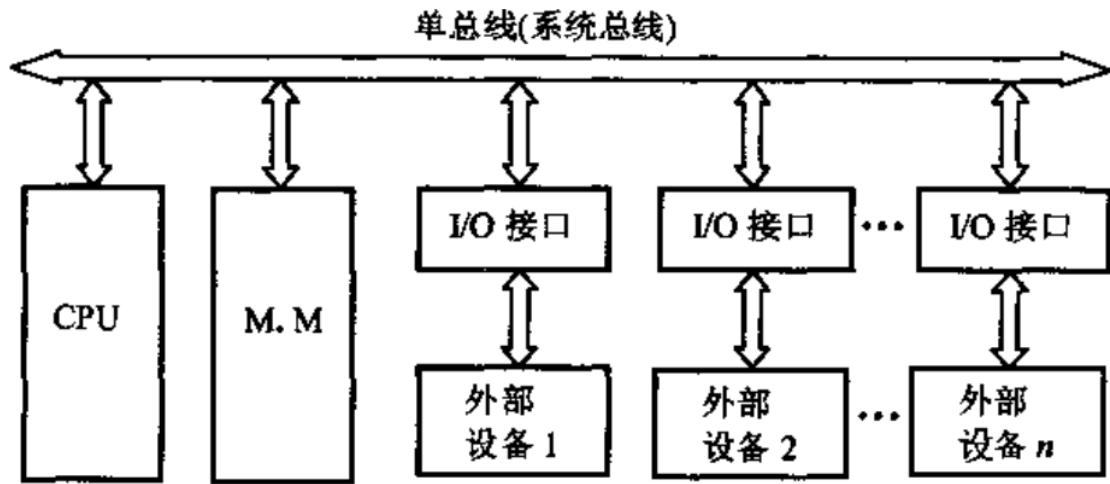 单总线(系统总线)
CPU
M. M
I/O 接口
I/O 接口
•••
I/O 接口
外部
设备 1
外部
设备 2
•••
外部
设备 n